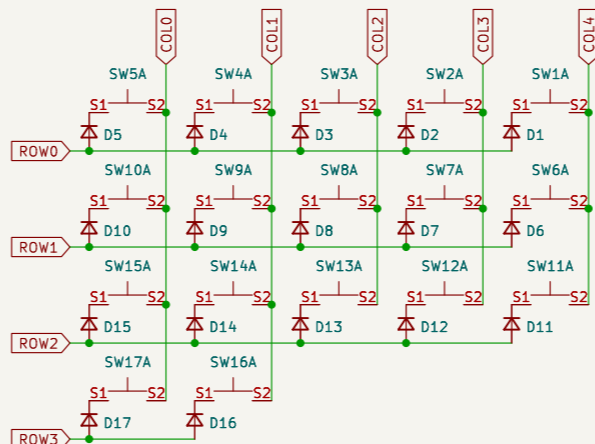 COL0 COL1 COL2 COL3 COL4
SW5A SW4A SW3A SW2A SW1A
S1 S2 S1 S2 S1 S2 S1 S2 S1 S2
D5 D4 D3 D2 D1
ROW0
SW10A SW9A SW8A SW7A SW6A
S1 S2 S1 S2 S1 S2 S1 S2 S1 S2
D10 D9 D8 D7 D6
ROW1
SW15A SW14A SW13A SW12A SW11A
S1 S2 S1 S2 S1 S2 S1 S2 S1 S2
D15 D14 D13 D12 D11
ROW2
SW17A SW16A
S1 S2 S1 S2
D17 D16
ROW3